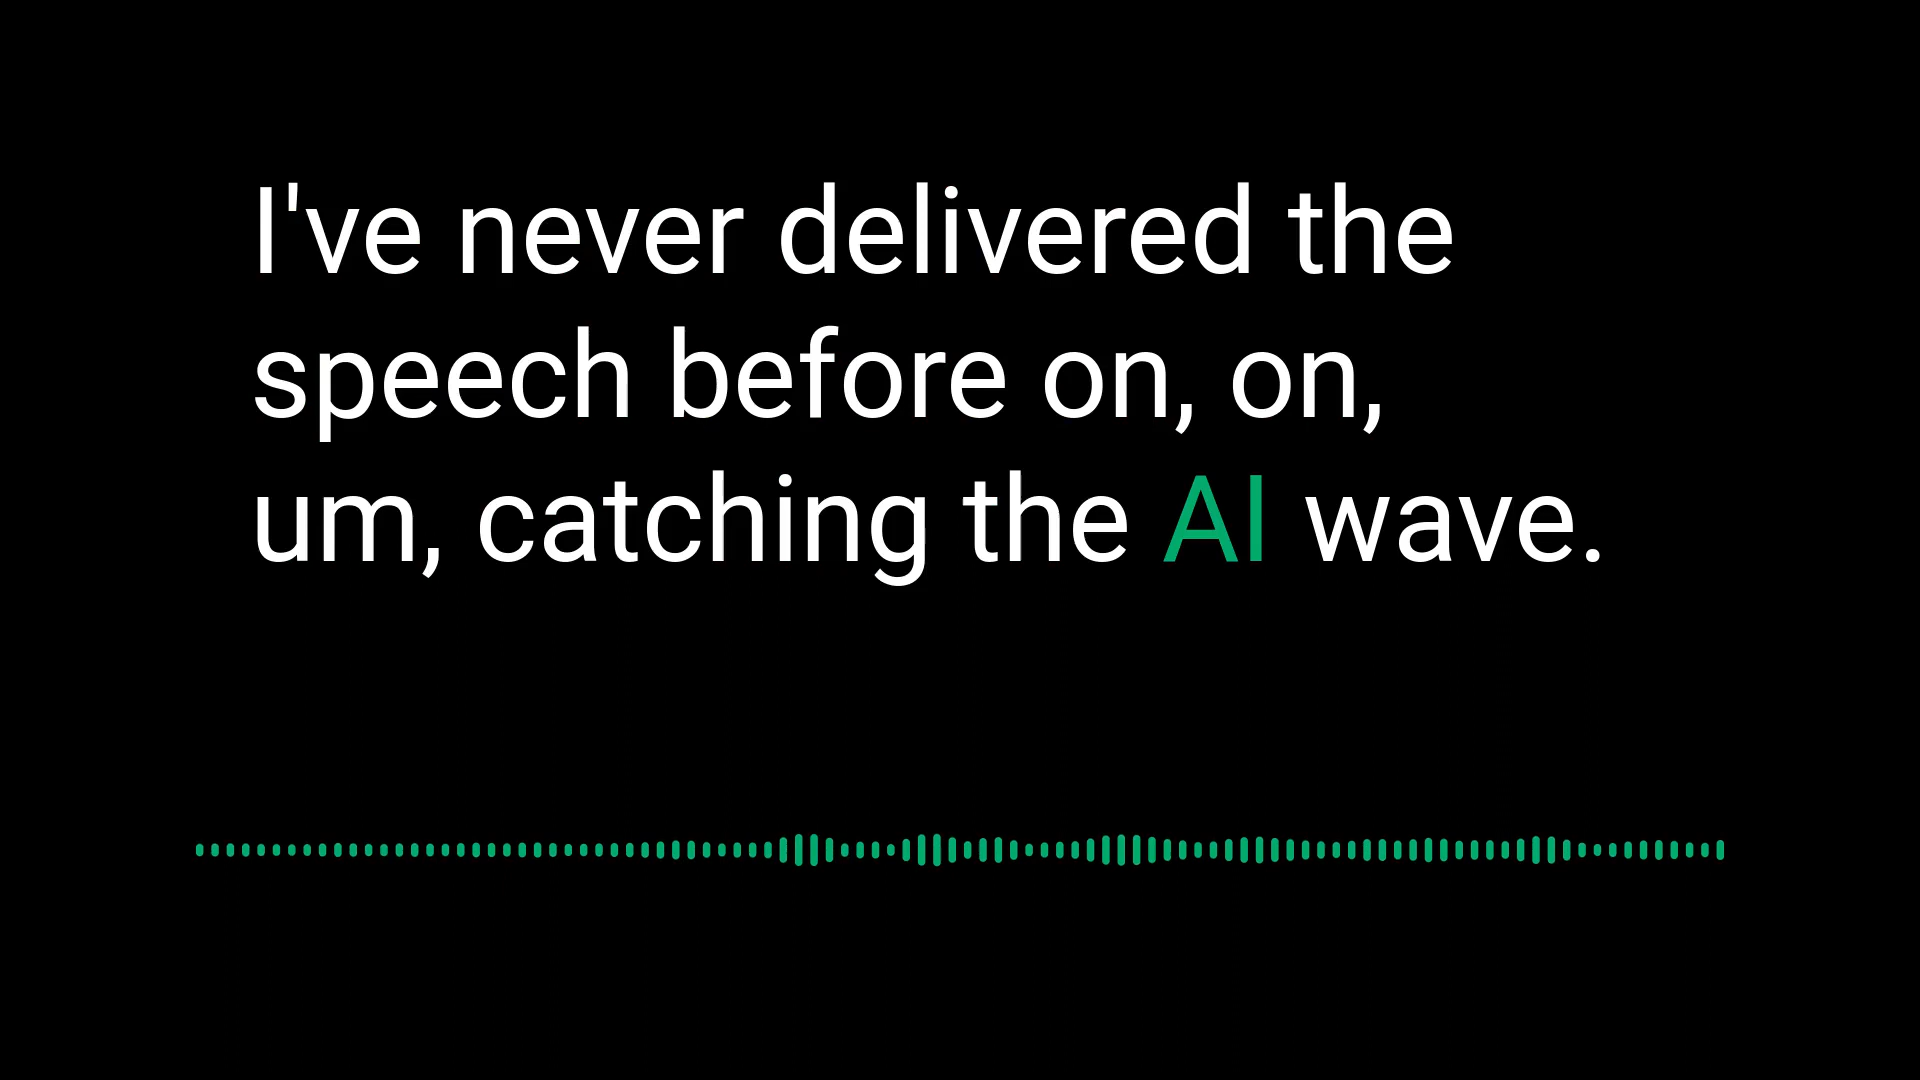 I've never delivered the
speech before on, on,
um, catching the AI wave.